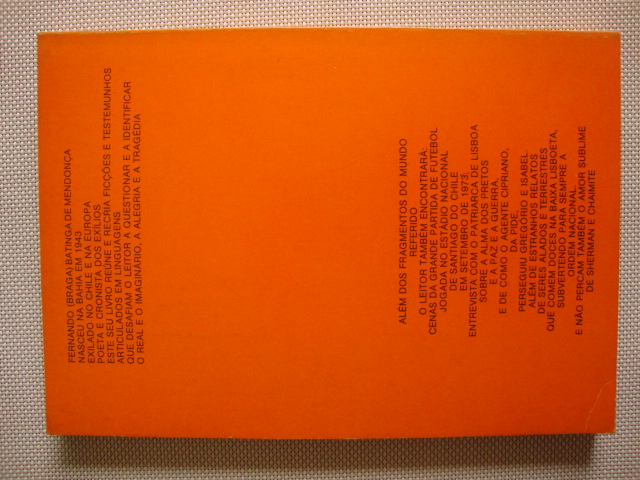 FERNANDO (BRAGA) BATINGA DE MENDONÇA
NASCEU NA BAHIA EM 1943
EXILADO NO CHILE E NA EUROPA
POETA E CRONISTA DOS EXÍLIOS
ESTE SEU LIVRO REÚNE E RECRIA FICÇÕES E TESTEMUNHOS
ARTICULADOS EM LINGUAGENS
QUE DESAFIAM O LEITOR A QUESTIONAR E A IDENTIFICAR
O REAL E O IMAGINÁRIO, A ALEGRIA E A TRAGÉDIA
ALÉM DOS FRAGMENTOS DO MUNDO
REFERIDO
O LEITOR TAMBÉM ENCONTRARÁ:
CENAS DA GRANDE PARTIDA DE FUTEBOL
JOGADA NO ESTÁDIO NACIONAL
DE SANTIAGO DO CHILE
EM SETEMBRO DE 1973;
ENTREVISTA COM O PATRIARCA DE LISBOA
SOBRE A ALMA DOS PRETOS
E A PAZ E A GUERRA,
E DE COMO O AGENTE CIPRIANO,
DA PIDE,
PERSEGUIU GREGÓRIO E ISABEL.
ALÉM DE ESTRANHOS RELATOS
DE SERES ALADOS E TERRESTRES
QUE COMEM DOCES NA BAIXA LISBOETA,
SUBVERTENDO PARA SEMPRE A
ORDEM NACIONAL.
E NÃO PERCAM TAMBÉM O AMOR SUBLIME
DE SHERMAN E CHAIMITE